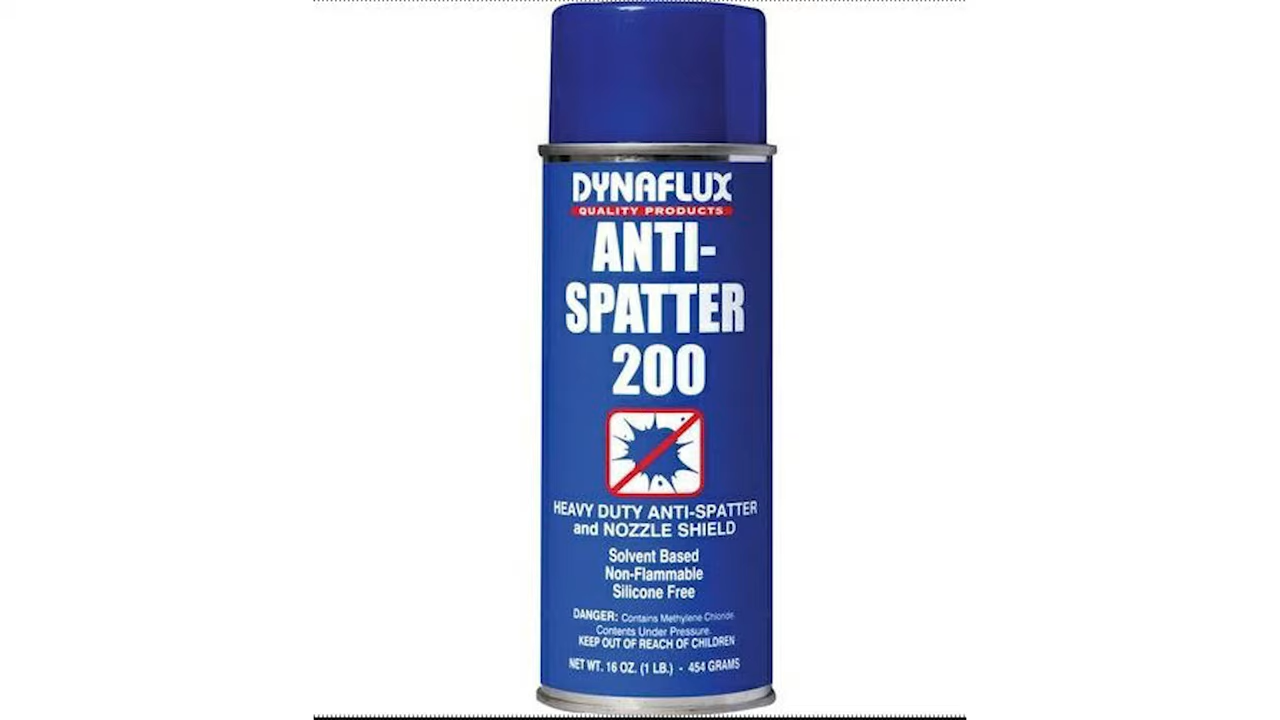 DYNAFLUX
QUALITY PRODUCTS
ANTI-
SPATTER
200
HEAVY DUTY ANTI-SPATTER
and NOZZLE SHIELD
Solvent Based
Non-Flammable
Silicone Free
DANGER: Contains Methylene Chloride.
Contents Under Pressure.
KEEP OUT OF REACH OF CHILDREN
NET WT. 16 OZ. (1 LB.) - 454 GRAMS